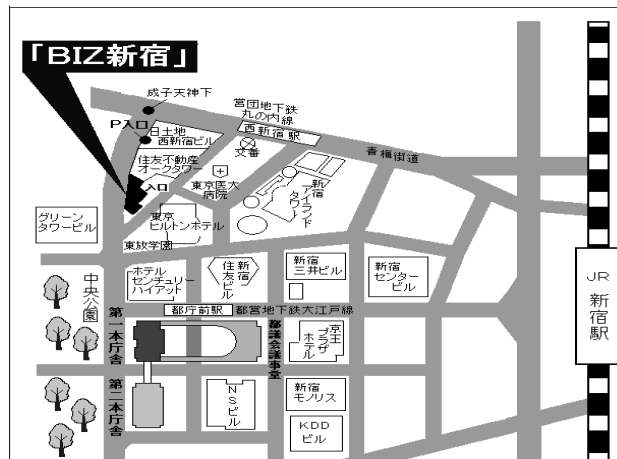 「BIZ新宿」
成子天神下
P入口
日土地
西新宿ビル
営団地下鉄
丸の内線
西新宿駅
交番
青梅街道
住友不動産
オークタワー
入口
東京医大
病院
新宿
アイランド
タワー
グリーン
タワービル
東京
ヒルトンホテル
東放学園
中央公園
ホテル
センチュリー
ハイアット
新宿
住友ビル
新宿
三井ビル
新宿
センター
ビル
JR
新宿駅
都庁前駅
都営地下鉄大江戸線
第一本庁舎
都議会議事堂
京王
プラザ
ホテル
第二本庁舎
NSビル
新宿
モノリス
KDD
ビル